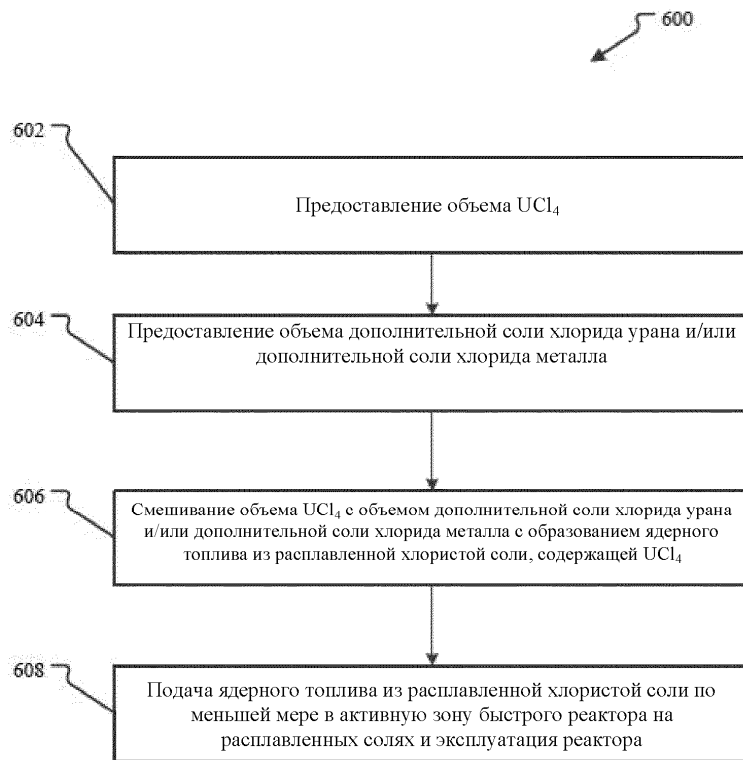 600
602
Предоставление объема UCl₄
604
Предоставление объема дополнительной соли хлорида урана и/или
дополнительной соли хлорида металла
606
Смешивание объема UCl₄ с объемом дополнительной соли хлорида урана
и/или дополнительной соли хлорида металла с образованием ядерного
топлива из расплавленной хлористой соли, содержащей UCl₄
608
Подача ядерного топлива из расплавленной хлористой соли по
меньшей мере в активную зону быстрого реактора на
расплавленных солях и эксплуатация реактора